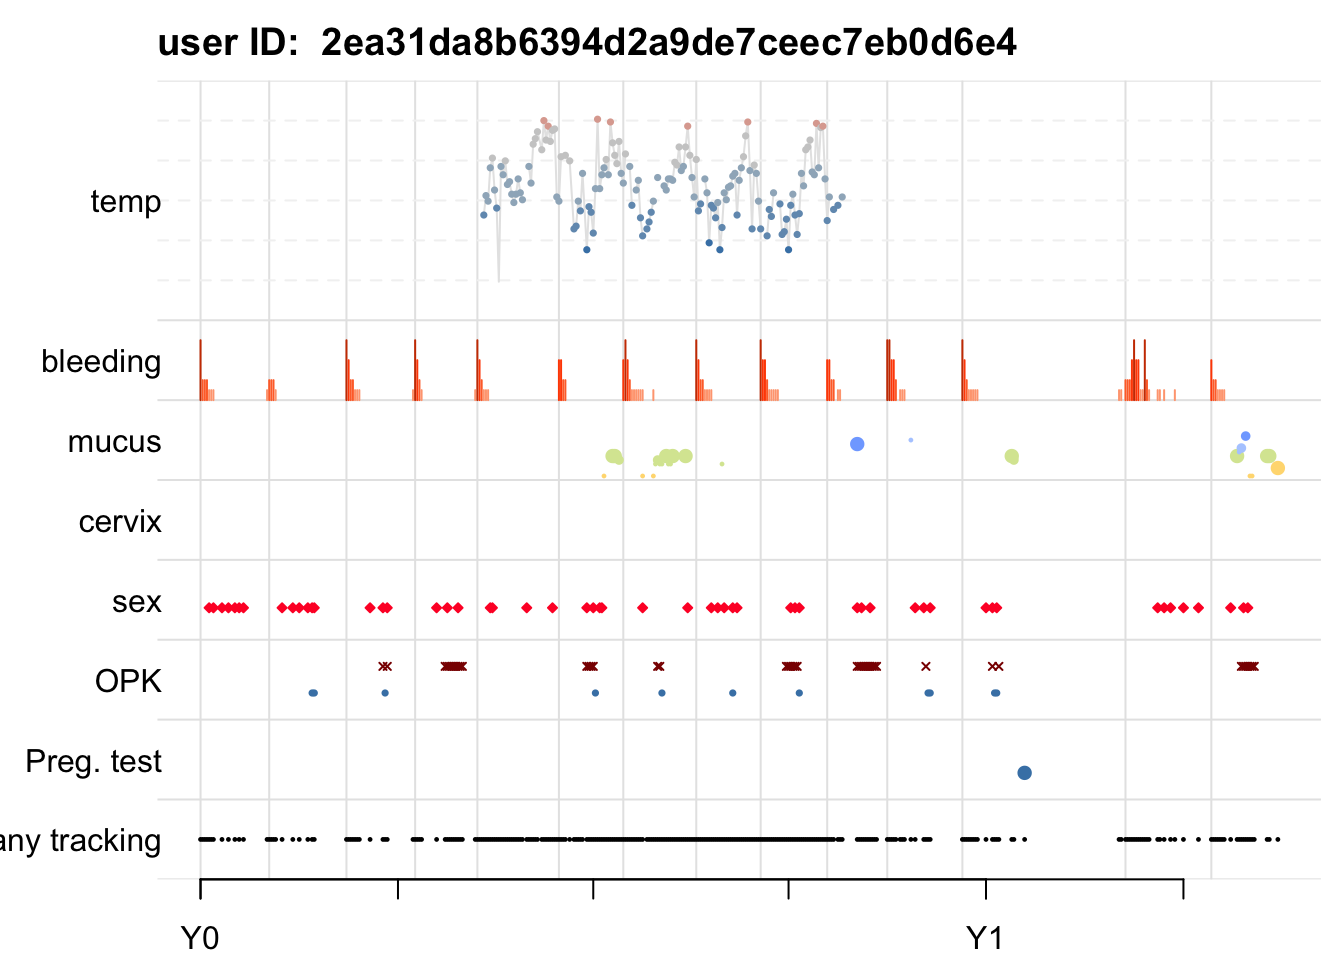 user ID:  2ea31da8b6394d2a9de7ceec7eb0d6e4
temp
bleeding
mucus
cervix
sex
OPK
Preg. test
any tracking
Y0 Y1